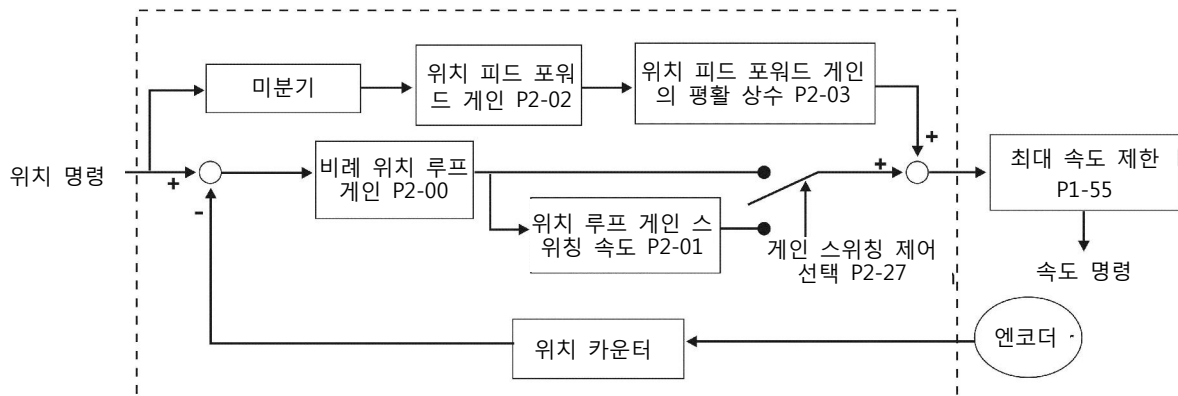 미분기
위치 피드 포워
드 게인 P2-02
위치 피드 포워드 게인
의 평활 상수 P2-03
+
위치 명령
+
비례 위치 루프
게인 P2-00
+
최대 속도 제한
P1-55
-
위치 루프 게인 스
위칭 속도 P2-01
게인 스위칭 제어
선택 P2-27
속도 명령
위치 카운터
엔코더